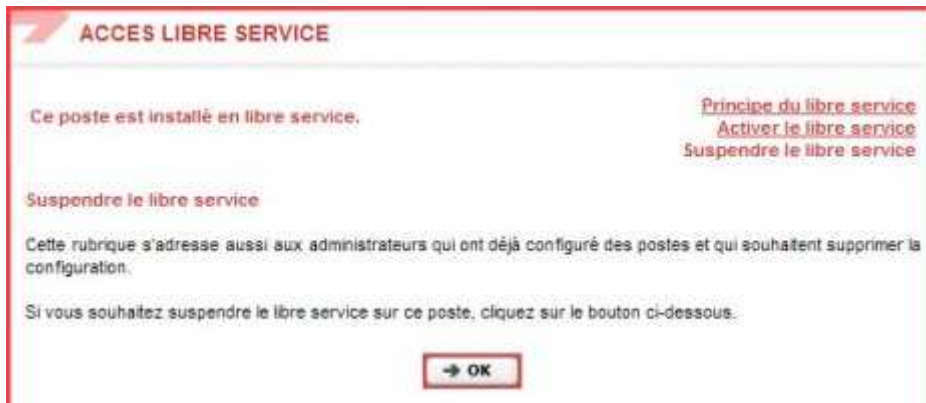 ACCES LIBRE SERVICE
Ce poste est installé en libre service.
Principe du libre service
Activer le libre service
Suspendre le libre service
Suspendre le libre service
Cette rubrique s'adresse aussi aux administrateurs qui ont déjà configuré des postes et qui souhaitent supprimer la
configuration.
Si vous souhaitez suspendre le libre service sur ce poste, cliquez sur le bouton ci-dessous.
→ OK